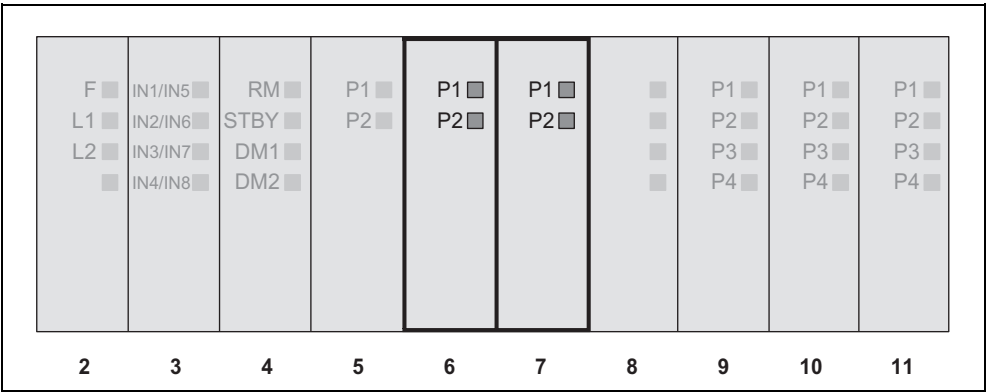 F IN1/IN5 RM P1 P1 P1 P1 P1 P1
L1 IN2/IN6 STBY P2 P2 P2 P2 P2 P2
L2 IN3/IN7 DM1 P3 P3 P3
IN4/IN8 DM2 P4 P4 P4
2 3 4 5 6 7 8 9 10 11